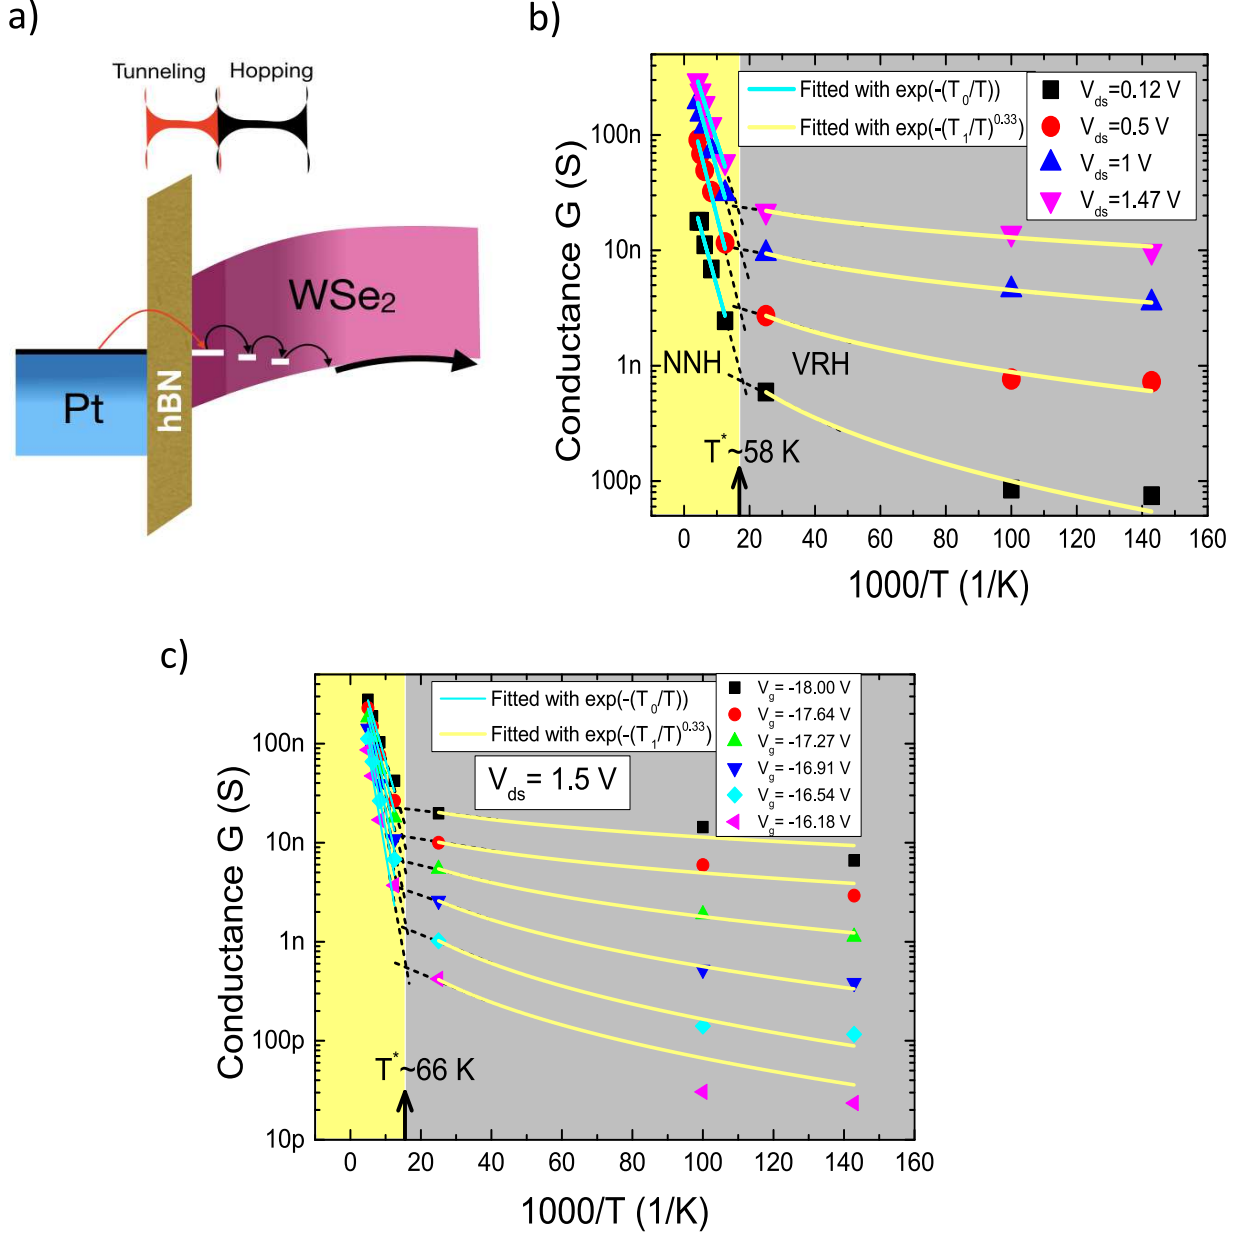 a)
Tunneling Hopping
WSe2
hBN
Pt
b)
Conductance G (S)
100n
10n
1n
100p
Fitted with exp(-(T0/T))
Fitted with exp(-(T1/T)^0.33)
Vds=0.12 V
Vds=0.5 V
Vds=1 V
Vds=1.47 V
NNH VRH
T*~58 K
0 20 40 60 80 100 120 140 160
1000/T (1/K)
c)
Conductance G (S)
100n
10n
1n
100p
10p
Fitted with exp(-(T0/T))
Fitted with exp(-(T1/T)^0.33)
Vds= 1.5 V
Vg= -18.00 V
Vg= -17.64 V
Vg= -17.27 V
Vg= -16.91 V
Vg= -16.54 V
Vg= -16.18 V
T*~66 K
0 20 40 60 80 100 120 140 160
1000/T (1/K)